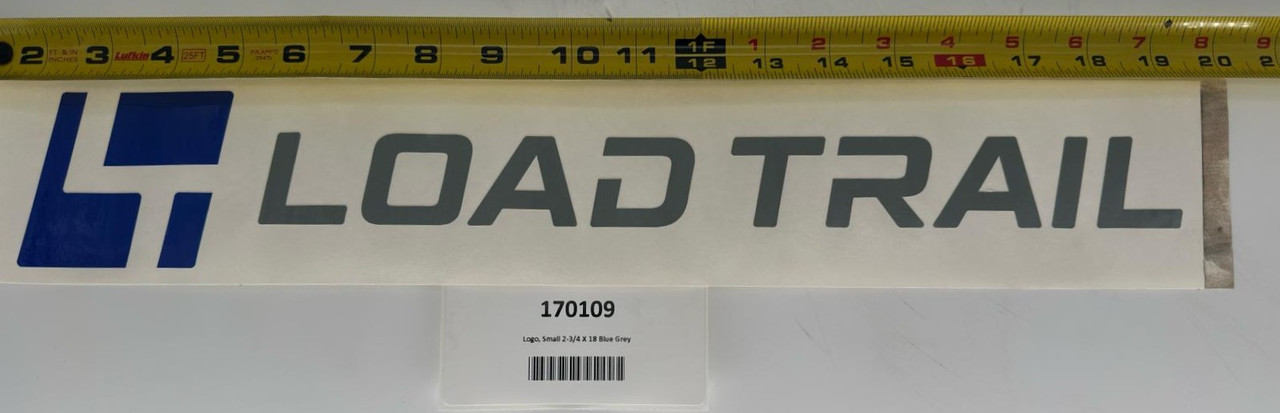 1F 1 2 3 4 5 6 7 8 9
2 FT. & IN INCHES 3 Lufkin 4 25FT 5 6 7 8 9 10 11 12 13 14 15 16 17 18 19 20
LOAD TRAIL
170109
Logo, Small 2-3/4 X 18 Blue Grey